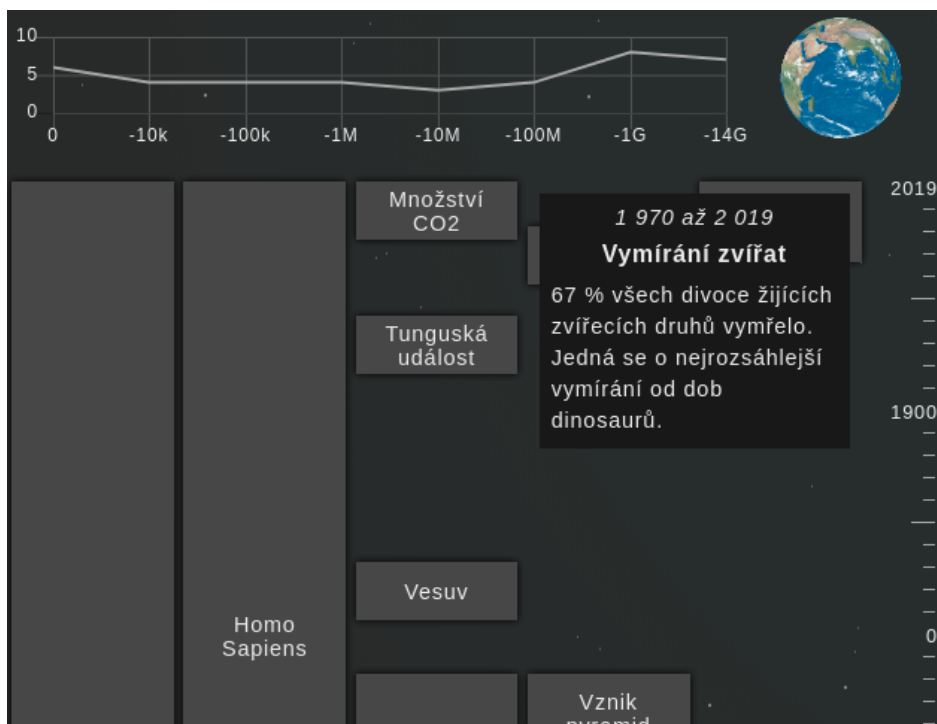 10
5
0
0 -10k -100k -1M -10M -100M -1G -14G
2019
Množství
CO2
1 970 až 2 019
Vymírání zvířat
67 % všech divoce žijících
zvířecích druhů vymřelo.
Jedná se o nejrozsáhlejší
vymírání od dob
dinosaurů.
Tunguská
událost
1900
Vesuv
Homo
Sapiens
0
Vznik
pyramid